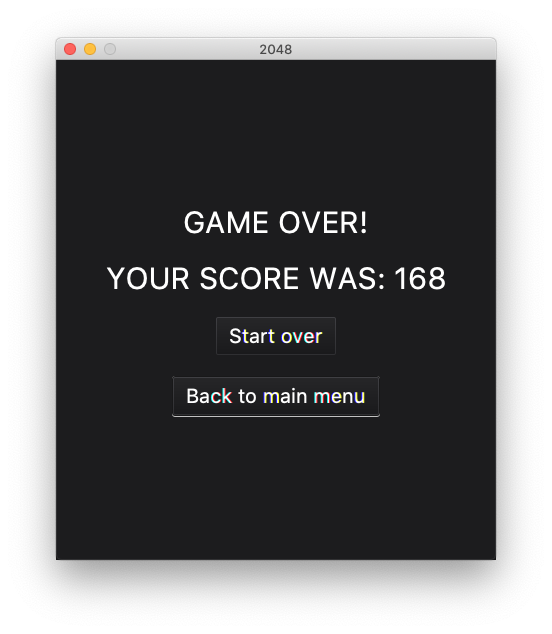 2048
GAME OVER!
YOUR SCORE WAS: 168
Start over
Back to main menu